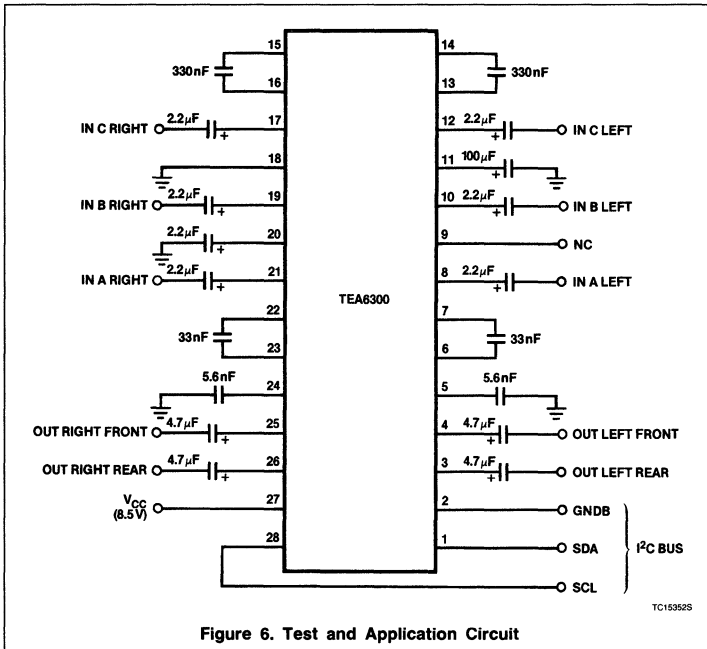 15
14
330nF
330nF
16
13
IN C RIGHT 2.2μF + 17
12 2.2μF + IN C LEFT
18
11 100μF +
IN B RIGHT 2.2μF + 19
10 2.2μF + IN B LEFT
2.2μF + 20
9 NC
IN A RIGHT 2.2μF + 21
8 2.2μF + IN A LEFT
TEA6300
22
7
33nF
33nF
23
6
5.6nF 24
5 5.6nF
OUT RIGHT FRONT 4.7μF + 25
4 4.7μF + OUT LEFT FRONT
OUT RIGHT REAR 4.7μF + 26
3 4.7μF + OUT LEFT REAR
VCC
(8.5V)
27
2 GNDB
28
1 SDA
I²C BUS
SCL
TC15352S
Figure 6. Test and Application Circuit